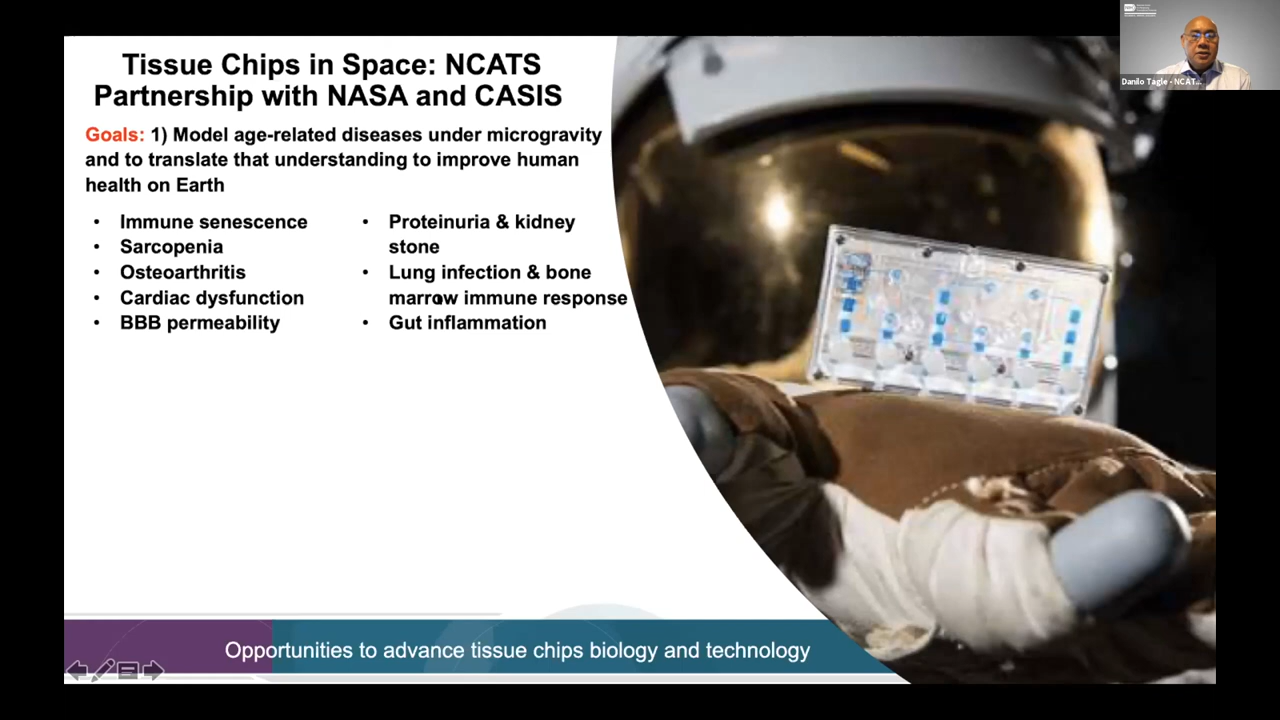 Tissue Chips in Space: NCATS
Partnership with NASA and CASIS
Goals: 1) Model age-related diseases under microgravity
and to translate that understanding to improve human
health on Earth
• Immune senescence
• Sarcopenia
• Osteoarthritis
• Cardiac dysfunction
• BBB permeability
• Proteinuria & kidney
stone
• Lung infection & bone
marrow immune response
• Gut inflammation
Opportunities to advance tissue chips biology and technology
Danilo Tagle - NCAT...